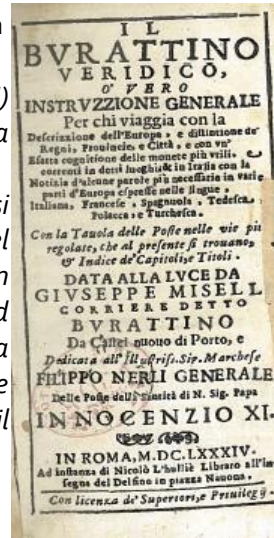 IL
BVRATTINO
VERIDICO,
O' VERO
INSTRVZZIONE GENERALE
Per chi viaggia con la
Descrizzione dell'Europa, e distintione de'
Regni, Prouincie, e Città, e con vn'
Esatta cognitione delle monete più vtili, e
correnti in detti luoghi & in Italia con la
Notizia d'alcune parole più necessarie in varie
parti d'Europa espresse nelle lingue,
Italiana, Francese, Spagnuola, Tedesca,
Polacca, e Turchesca.
Con la Tauola delle Poste nelle vie più
regolate, che al presente si trouano,
& Indice de' Capitoli, e Titoli.
DATA ALLA LVCE DA
GIVSEPPE MISELL
CORRIERE DETTO
BVRATTINO
Da Castel nuouo di Porto, e
Dedicata all'Illustriss. Sig. Marchese
FILIPPO NERLI GENERALE
Delle Poste della Santità di N. Sig. Papa
INNOCENZIO XI.
IN ROMA, M.DC.LXXXIV.
Ad instanza di Nicolò L'hulliè Libraro all'in
segna del Delfino in piazza Nauona.
Con licenza de' Superiori, e Priuileg